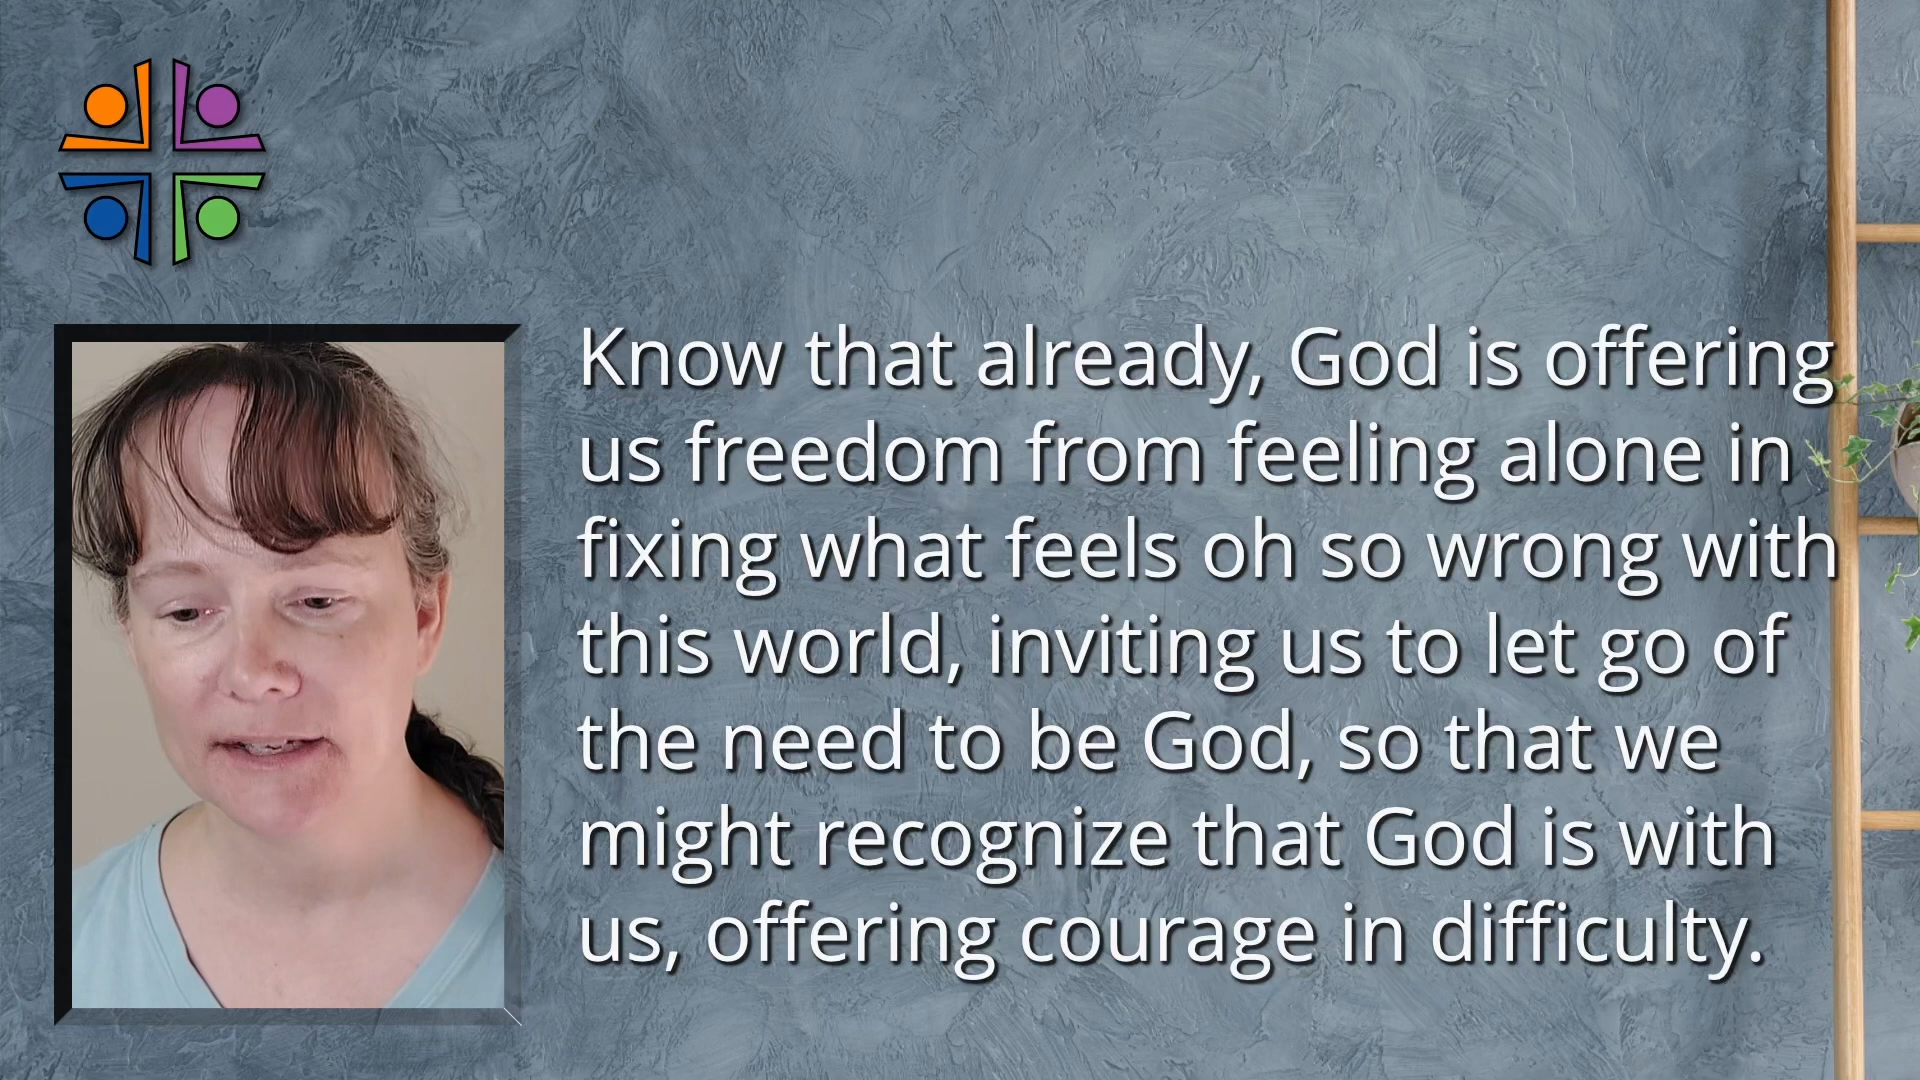 Know that already, God is offering
us freedom from feeling alone in
fixing what feels oh so wrong with
this world, inviting us to let go of
the need to be God, so that we
might recognize that God is with
us, offering courage in difficulty.